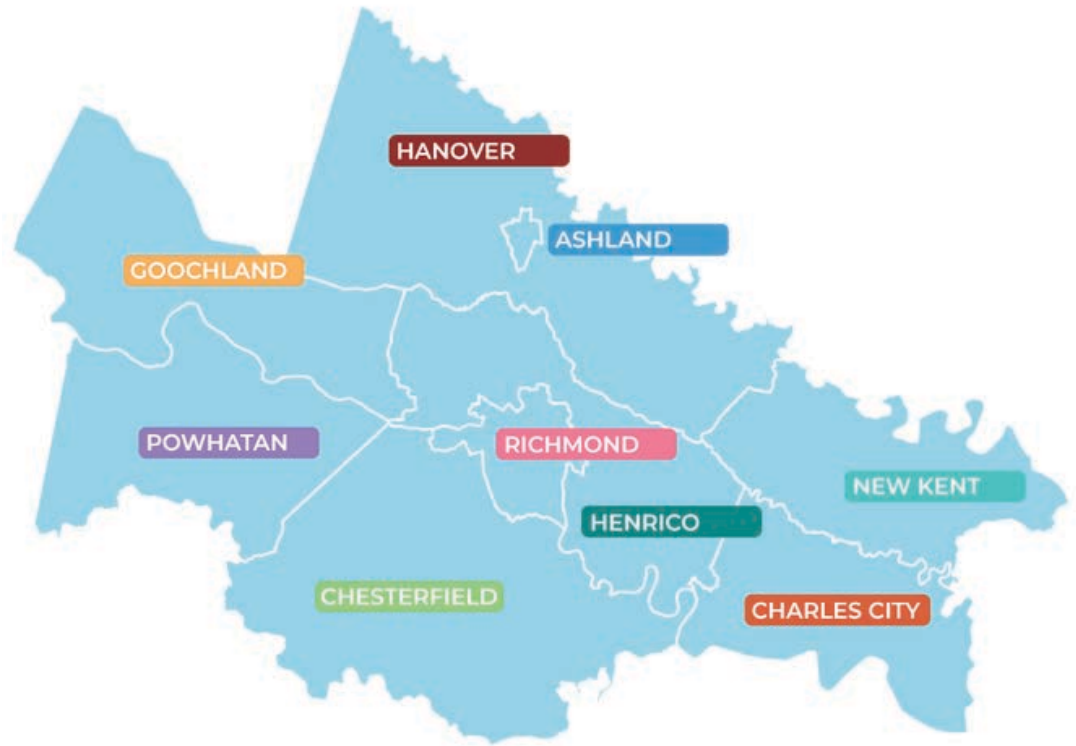 HANOVER
ASHLAND
GOOCHLAND
POWHATAN
RICHMOND
NEW KENT
HENRICO
CHESTERFIELD
CHARLES CITY